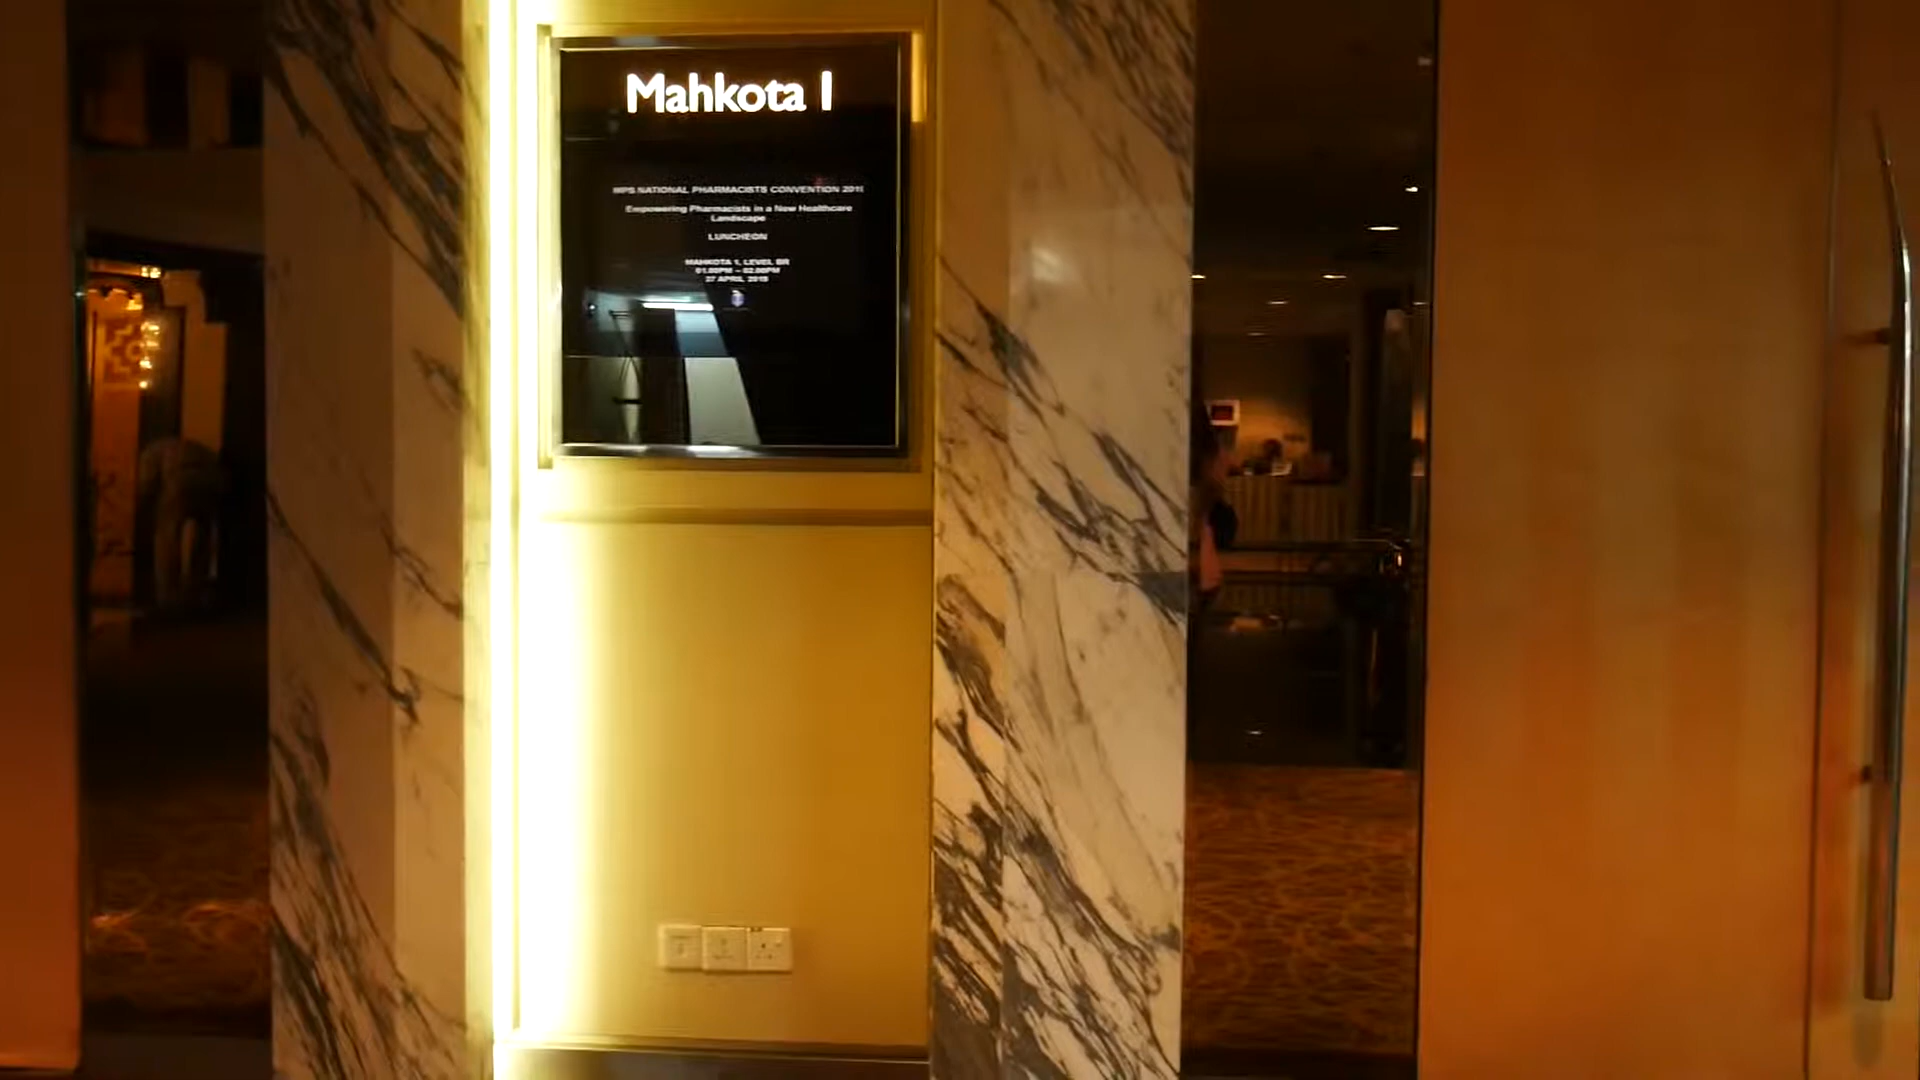 Mahkota I
MPS NATIONAL PHARMACISTS CONVENTION 2019
Empowering Pharmacists in a New Healthcare
Landscape
LUNCHEON
MAHKOTA 1, LEVEL BR
01.00PM – 02.00PM
27 APRIL 2019